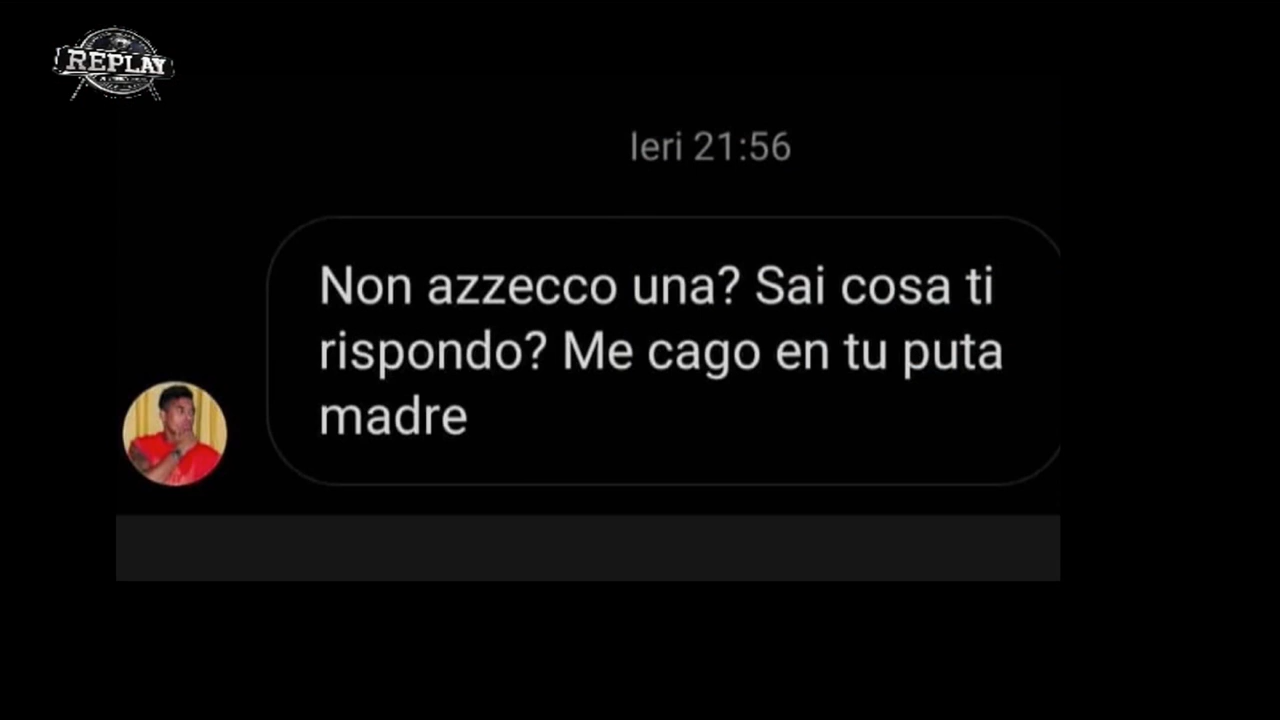 REPLAY
Ieri 21:56
Non azzecco una? Sai cosa ti
rispondo? Me cago en tu puta
madre